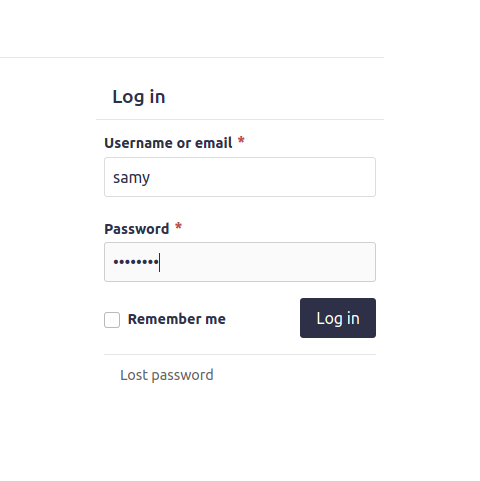 Log in
Username or email *
samy
Password *
••••••••
Remember me
Log in
Lost password